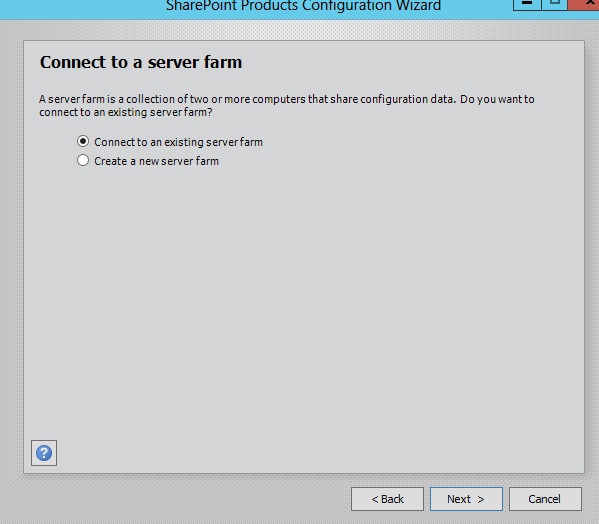 SharePoint Products Configuration Wizard
Connect to a server farm
A server farm is a collection of two or more computers that share configuration data. Do you want to
connect to an existing server farm?
Connect to an existing server farm
Create a new server farm
?
< Back
Next >
Cancel